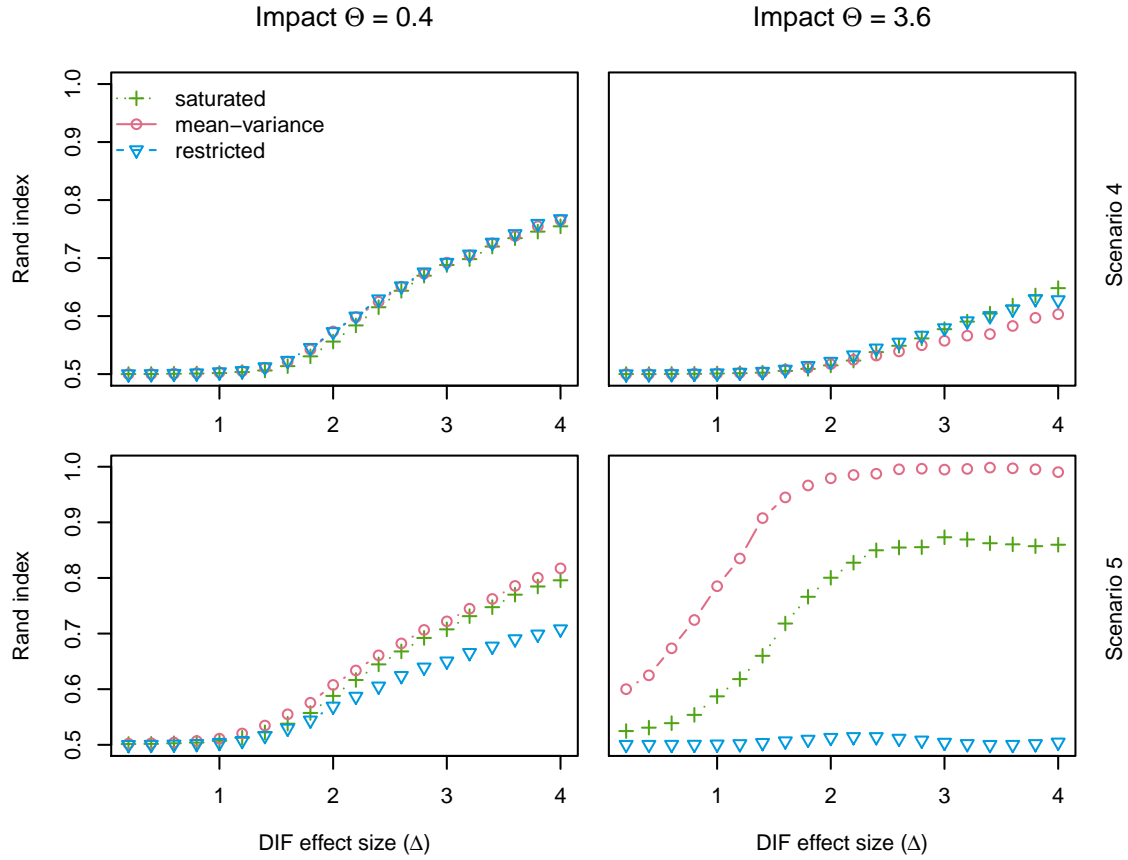 Impact Θ = 0.4
Impact Θ = 3.6
1.0
0.9
0.8
0.7
0.6
0.5
Rand index
saturated
mean−variance
restricted
Scenario 4
1 2 3 4
1 2 3 4
1.0
0.9
0.8
0.7
0.6
0.5
Rand index
Scenario 5
1 2 3 4
1 2 3 4
DIF effect size (Δ)
DIF effect size (Δ)